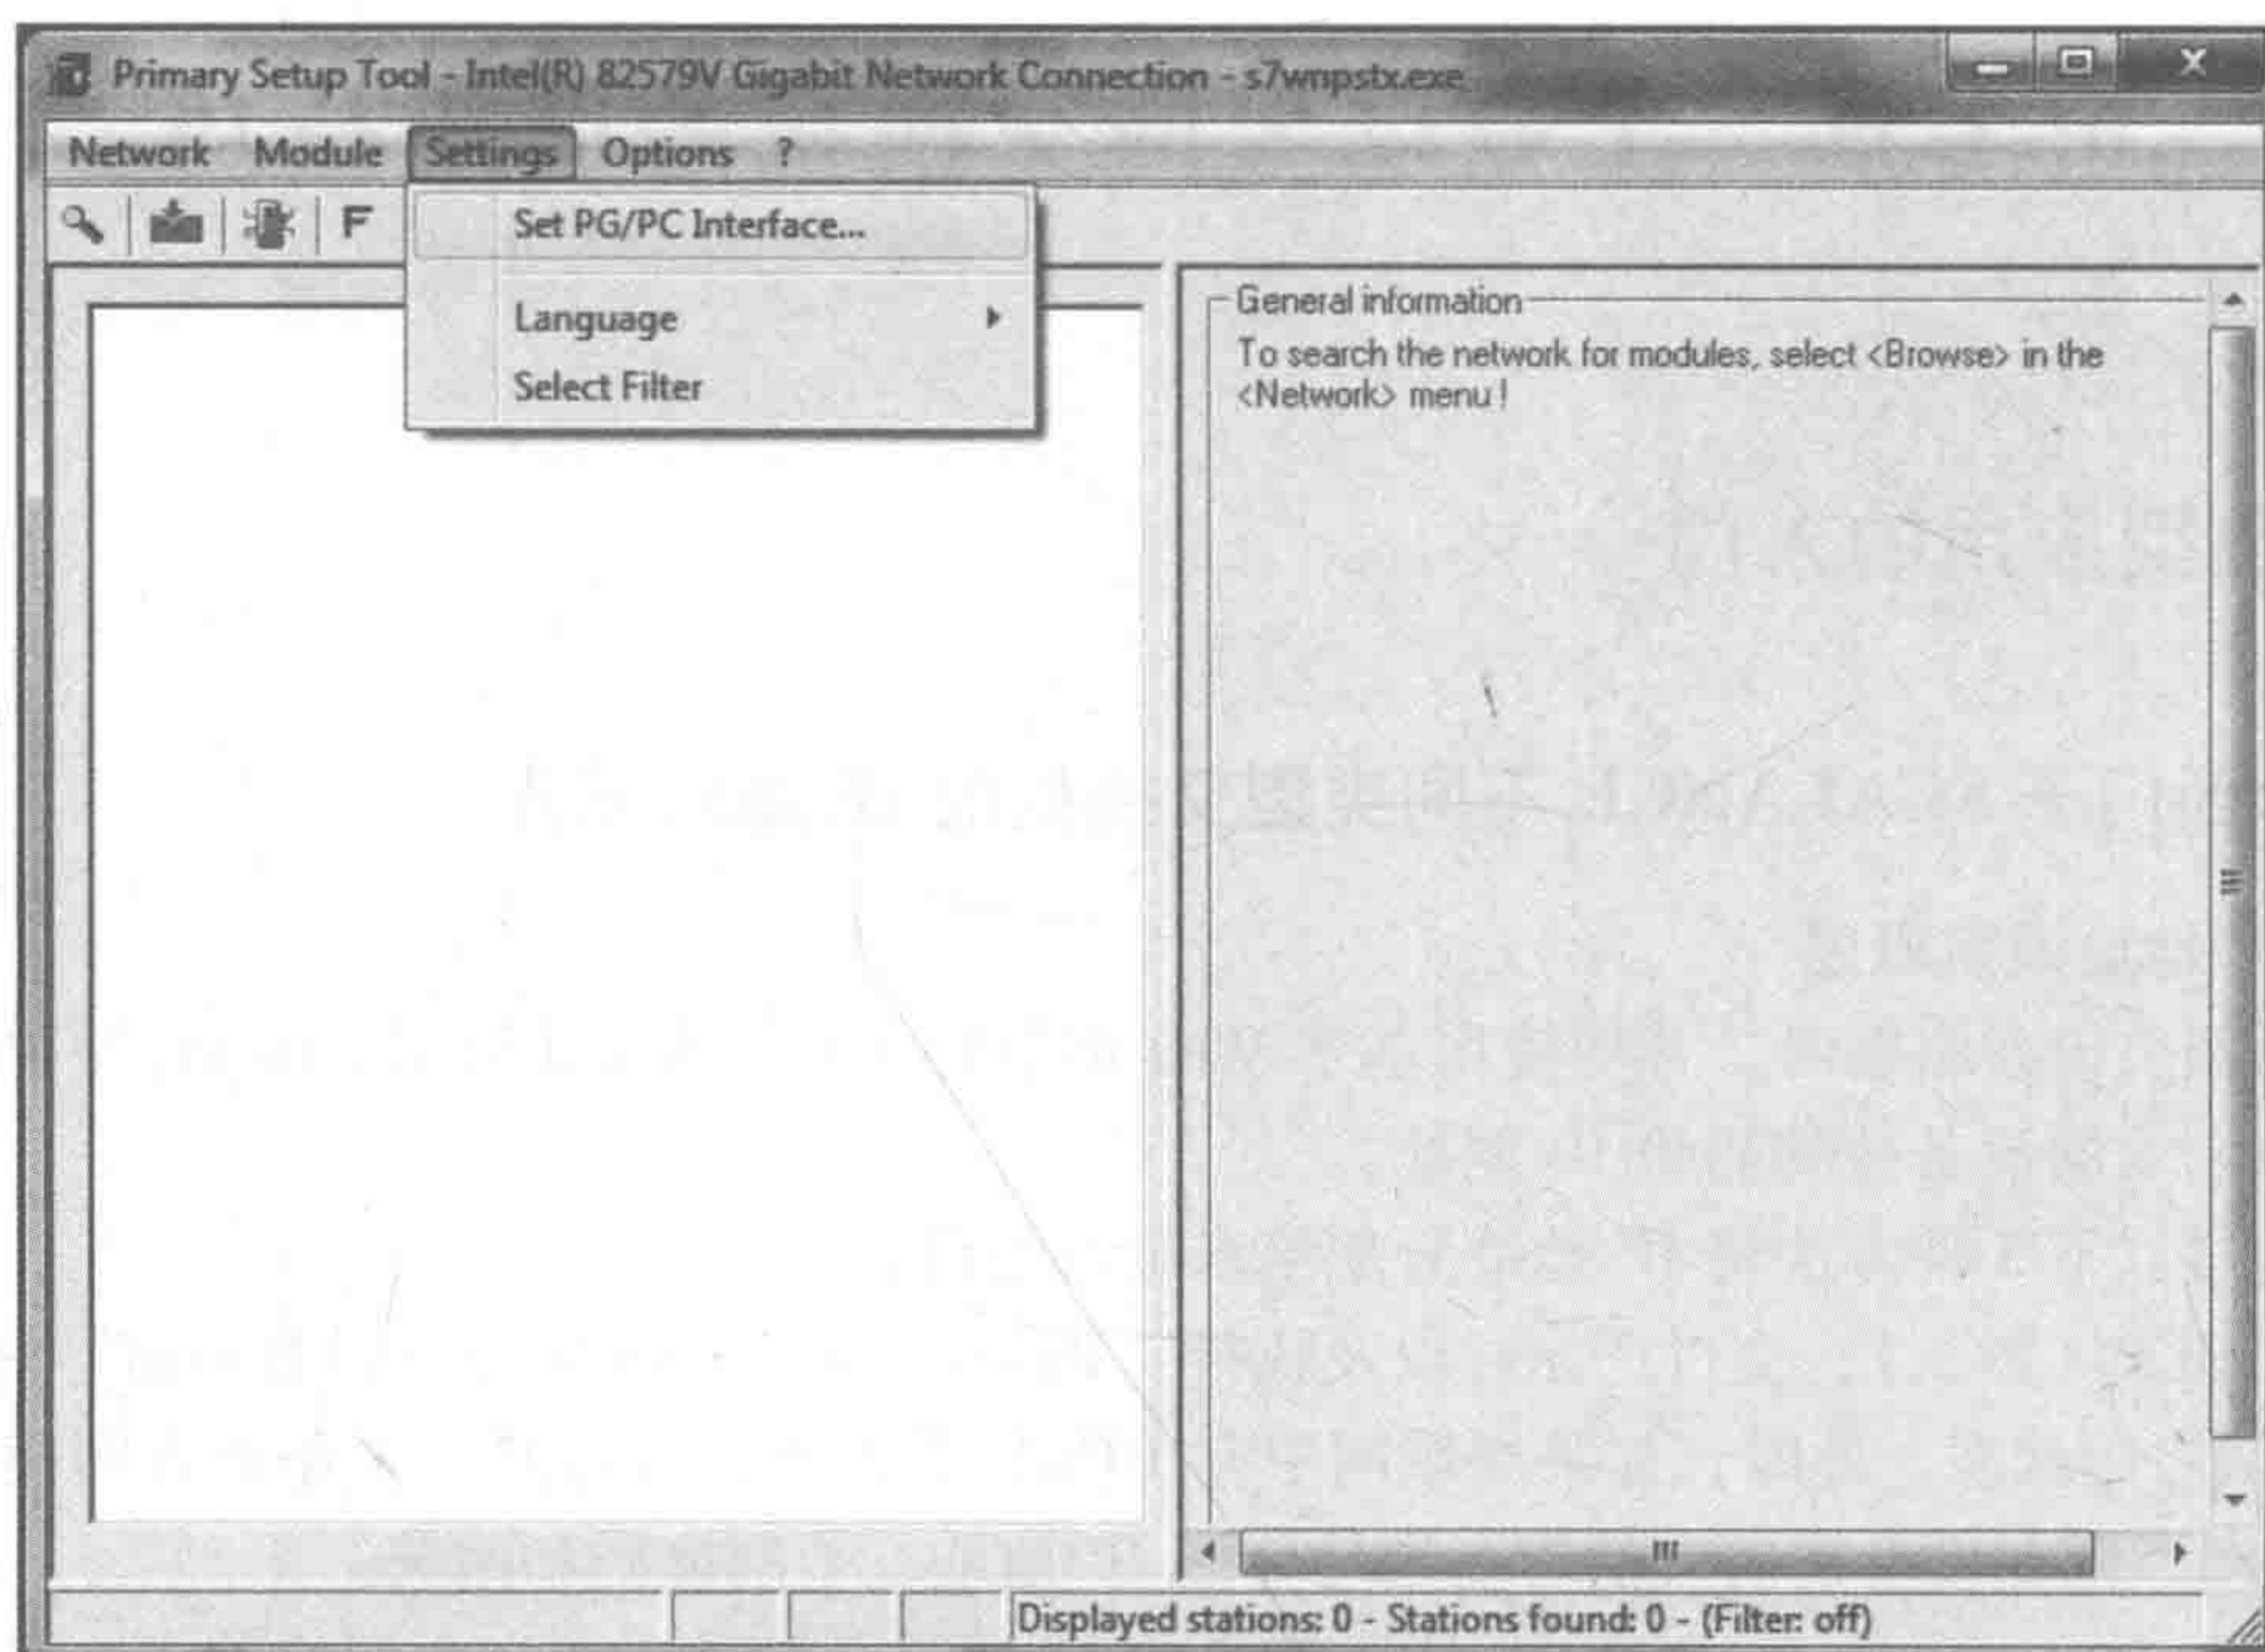 Primary Setup Tool - Intel(R) 82579V Gigabit Network Connection - s7wnpstx.exe
Network Module Settings Options ?
F
Set PG/PC Interface...
Language
Select Filter
General information
To search the network for modules, select <Browse> in the
<Network> menu !
Displayed stations: 0 - Stations found: 0 - (Filter: off)